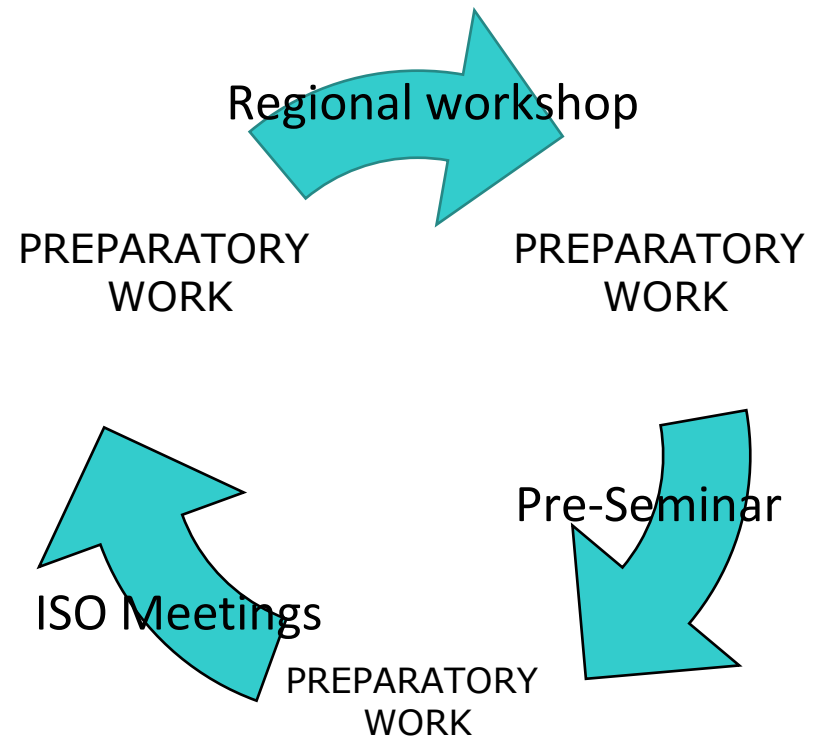 Regional workshop
PREPARATORY
WORK
PREPARATORY
WORK
Pre-Seminar
ISO Meetings
PREPARATORY
WORK